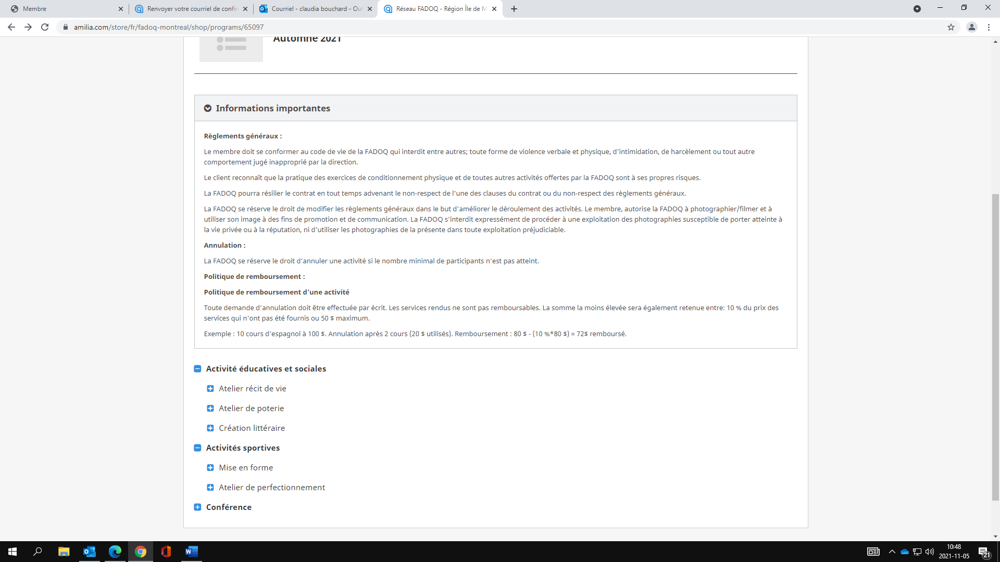 Membre
Renvoyer votre courriel de confir
Courriel - claudia bouchard - Out
Réseau FADOQ - Région Île de M
amilia.com/store/fr/fadoq-montreal/shop/programs/65097
Automne 2021
Informations importantes
Règlements généraux :
Le membre doit se conformer au code de vie de la FADOQ qui interdit entre autres; toute forme de violence verbale et physique, d’intimidation, de harcèlement ou tout autre
comportement jugé inapproprié par la direction.
Le client reconnaît que la pratique des exercices de conditionnement physique et de toutes autres activités offertes par la FADOQ sont à ses propres risques.
La FADOQ pourra résilier le contrat en tout temps advenant le non-respect de l’une des clauses du contrat ou du non-respect des règlements généraux.
La FADOQ se réserve le droit de modifier les règlements généraux dans le but d’améliorer le déroulement des activités. Le membre, autorise la FADOQ à photographier/filmer et à
utiliser son image à des fins de promotion et de communication. La FADOQ s’interdit expressément de procéder à une exploitation des photographies susceptible de porter atteinte à
la vie privée ou à la réputation, ni d’utiliser les photographies de la présente dans toute exploitation préjudiciable.
Annulation :
La FADOQ se réserve le droit d’annuler une activité si le nombre minimal de participants n’est pas atteint.
Politique de remboursement :
Politique de remboursement d’une activité
Toute demande d’annulation doit être effectuée par écrit. Les services rendus ne sont pas remboursables. La somme la moins élevée sera également retenue entre: 10 % du prix des
services qui n'ont pas été fournis ou 50 $ maximum.
Exemple : 10 cours d’espagnol à 100 $. Annulation après 2 cours (20 $ utilisés). Remboursement : 80 $ - (10 %*80 $) = 72$ remboursé.
Activité éducatives et sociales
Atelier récit de vie
Atelier de poterie
Création littéraire
Activités sportives
Mise en forme
Atelier de perfectionnement
Conférence
10:48
2021-11-05
21